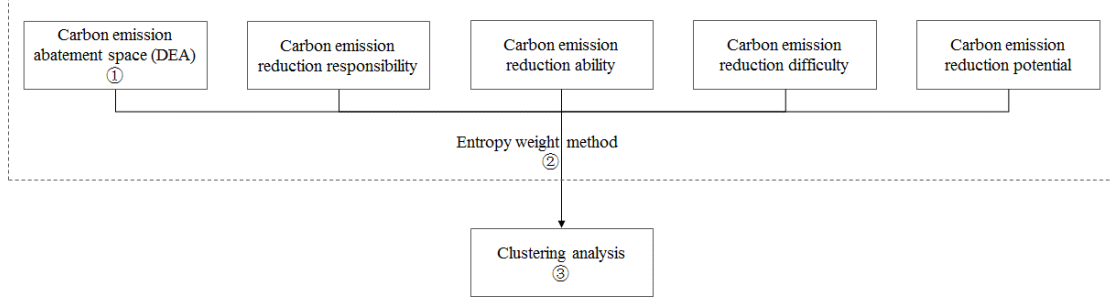 Carbon emission
abatement space (DEA)
①
Carbon emission
reduction responsibility
Carbon emission
reduction ability
Carbon emission
reduction difficulty
Carbon emission
reduction potential
Entropy weight method
②
Clustering analysis
③